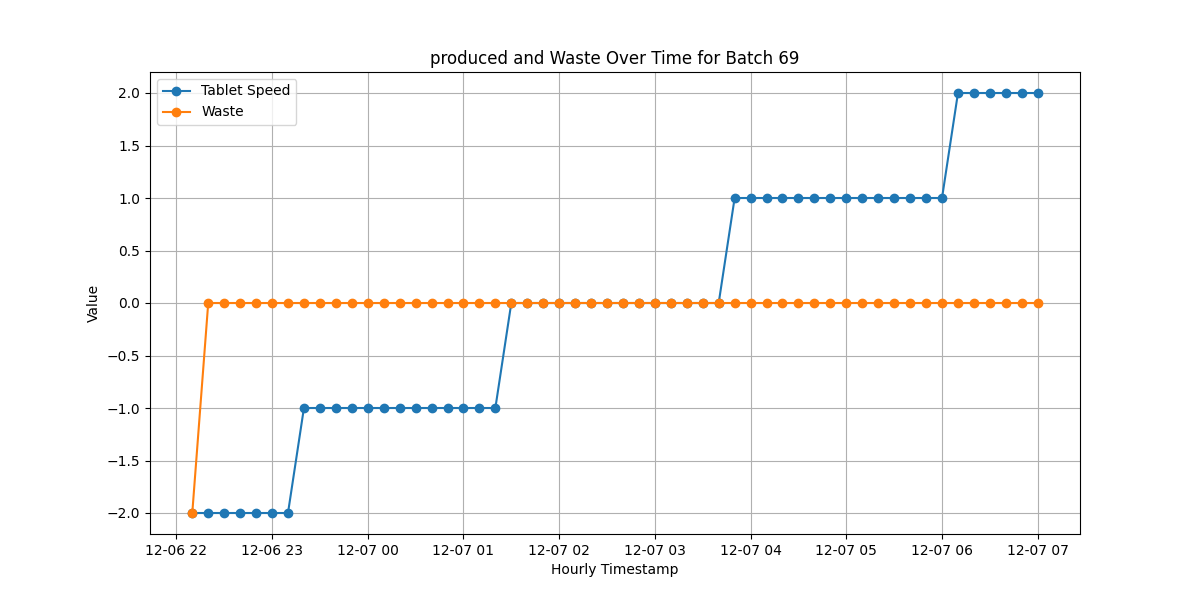 produced and Waste Over Time for Batch 69
Tablet Speed
Waste
Value
2.0
1.5
1.0
0.5
0.0
−0.5
−1.0
−1.5
−2.0
12-06 22 12-06 23 12-07 00 12-07 01 12-07 02 12-07 03 12-07 04 12-07 05 12-07 06 12-07 07
Hourly Timestamp